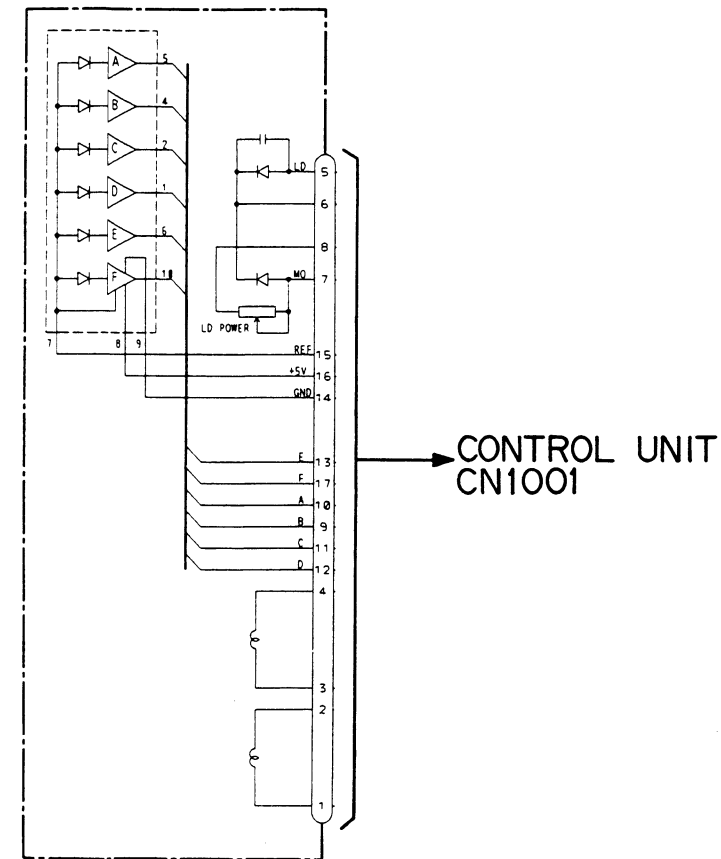 A 5
B 4
C 2
D 1
E 6
F 10
7 8 9
LD 5
6
8
MO 7
LD POWER
REF 15
+5V 16
GND 14
E 13
F 17
A 10
B 9
C 11
D 12
4
3
2
1
CONTROL UNIT
CN1001